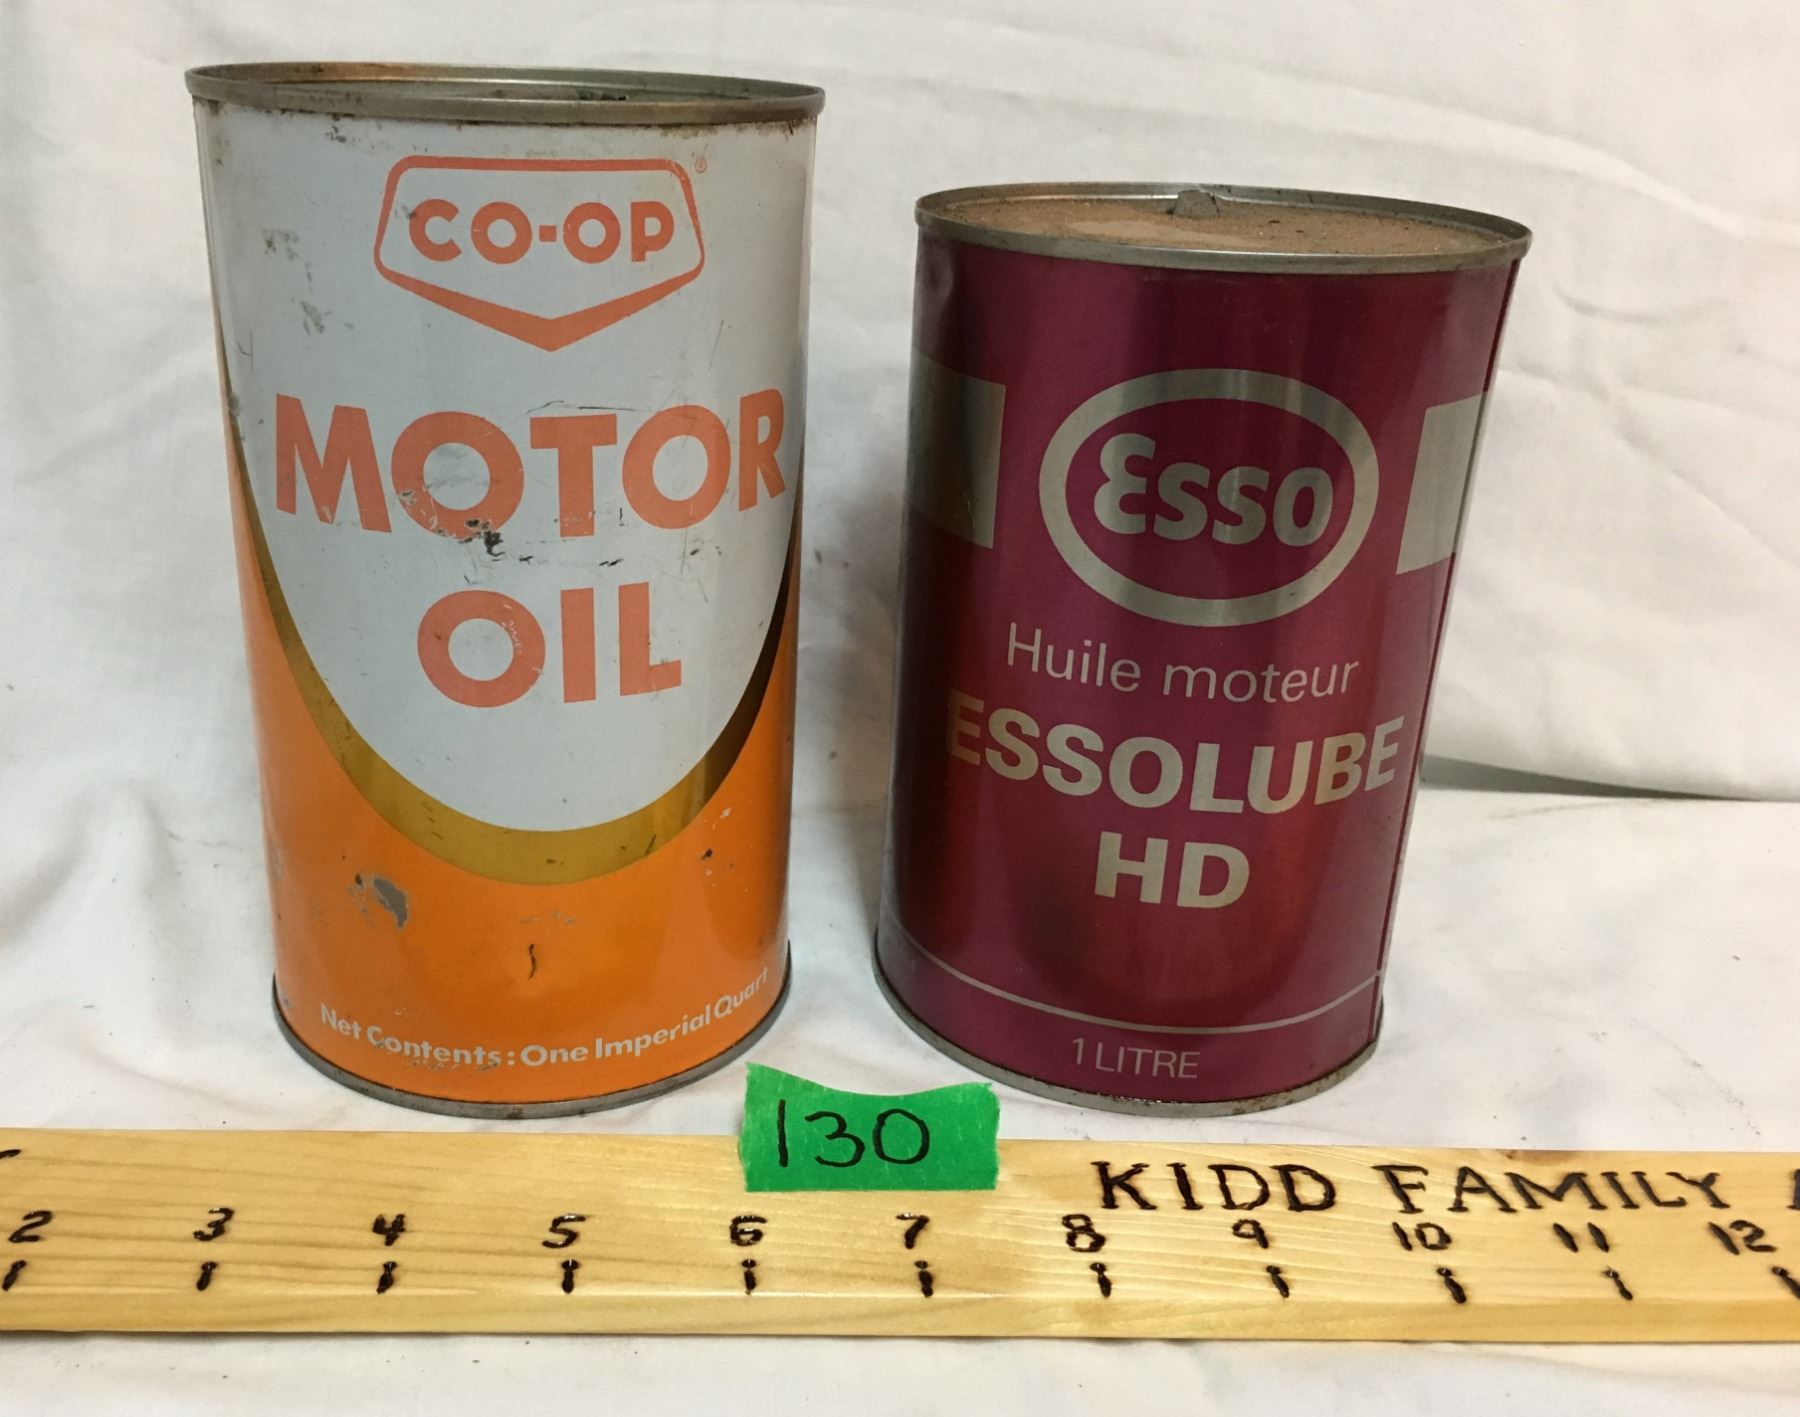 CO-OP
®
MOTOR
OIL
Net Contents: One Imperial Quart
Esso
Huile moteur
ESSOLUBE
HD
1 LITRE
130
KIDD FAMILY
2 3 4 5 6 7 8 9 10 11 12